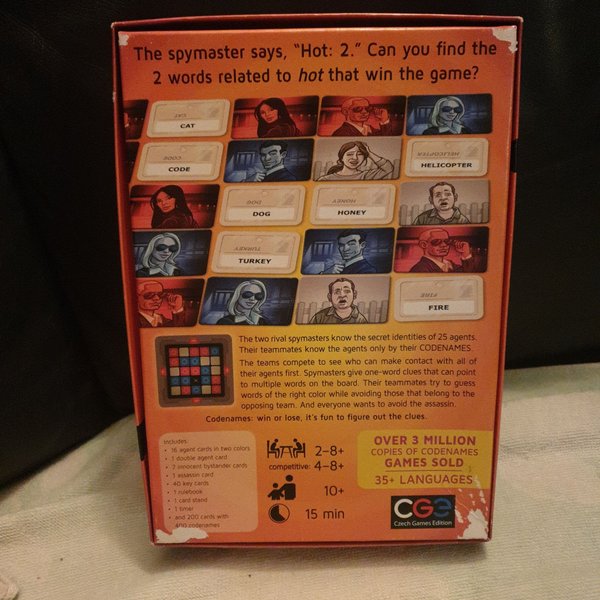 The spymaster says, "Hot: 2." Can you find the
2 words related to hot that win the game?
CAT
CAT
CODE
CODE
HELICOPTER
HELICOPTER
DOG
DOG
HONEY
HONEY
TURKEY
TURKEY
FIRE
FIRE
The two rival spymasters know the secret identities of 25 agents.
Their teammates know the agents only by their CODENAMES.
The teams compete to see who can make contact with all of
their agents first. Spymasters give one-word clues that can point
to multiple words on the board. Their teammates try to guess
words of the right color while avoiding those that belong to the
opposing team. And everyone wants to avoid the assassin.
Codenames: win or lose, it's fun to figure out the clues.
Includes:
• 16 agent cards in two colors
• 1 double agent card
• 7 innocent bystander cards
• 1 assassin card
• 40 key cards
• 1 rulebook
• 1 card stand
• 1 timer
• and 200 cards with
400 codenames
2-8+
competitive: 4-8+
10+
15 min
OVER 3 MILLION
COPIES OF CODENAMES
GAMES SOLD
35+ LANGUAGES
CGE
Czech Games Edition